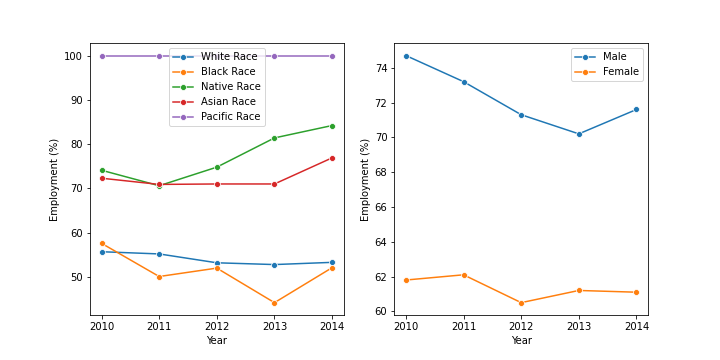 100
90
80
70
60
50
Employment (%)
2010 2011 2012 2013 2014
Year
White Race
Black Race
Native Race
Asian Race
Pacific Race
74
72
70
68
66
64
62
60
Employment (%)
2010 2011 2012 2013 2014
Year
Male
Female